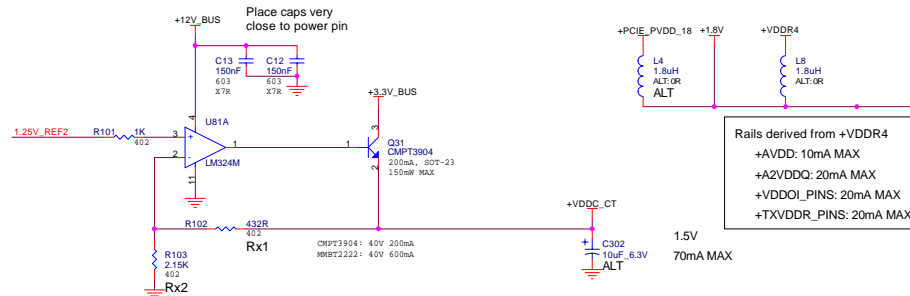 Place caps very
close to power pin
+12V_BUS
C13
150nF
603
X7R
C12
150nF
603
X7R
+3.3V_BUS
U81A
1.25V_REF2
R101
1K
402
3
+
2
-
4
11
1
LM324M
1
3
2
Q31
CMPT3904
200mA, SOT-23
150mW MAX
R102
432R
402
Rx1
R103
2.15K
402
Rx2
CMPT3904: 40V 200mA
MMBT2222: 40V 600mA
+VDDC_CT
+
C302
10uF_6.3V
ALT
1.5V
70mA MAX
+PCIE_PVDD_18
+1.8V
+VDDR4
L4
1.8uH
ALT:0R
ALT
L8
1.8uH
ALT:0R
Rails derived from +VDDR4
+AVDD: 10mA MAX
+A2VDDQ: 20mA MAX
+VDDOI_PINS: 20mA MAX
+TXVDDR_PINS: 20mA MAX